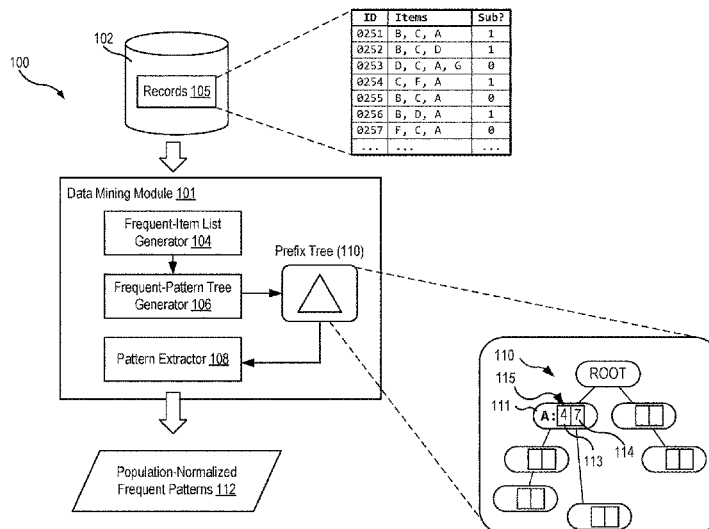 100
102
Records 105
ID Items Sub?
0251 B, C, A 1
0252 B, C, D 1
0253 D, C, A, G 0
0254 C, F, A 1
0255 B, C, A 0
0256 B, D, A 1
0257 F, C, A 0
... ... ...
Data Mining Module 101
Frequent-Item List
Generator 104
Frequent-Pattern Tree
Generator 106
Prefix Tree (110)
Pattern Extractor 108
Population-Normalized
Frequent Patterns 112
110
ROOT
115
111
A: 4 7
113
114